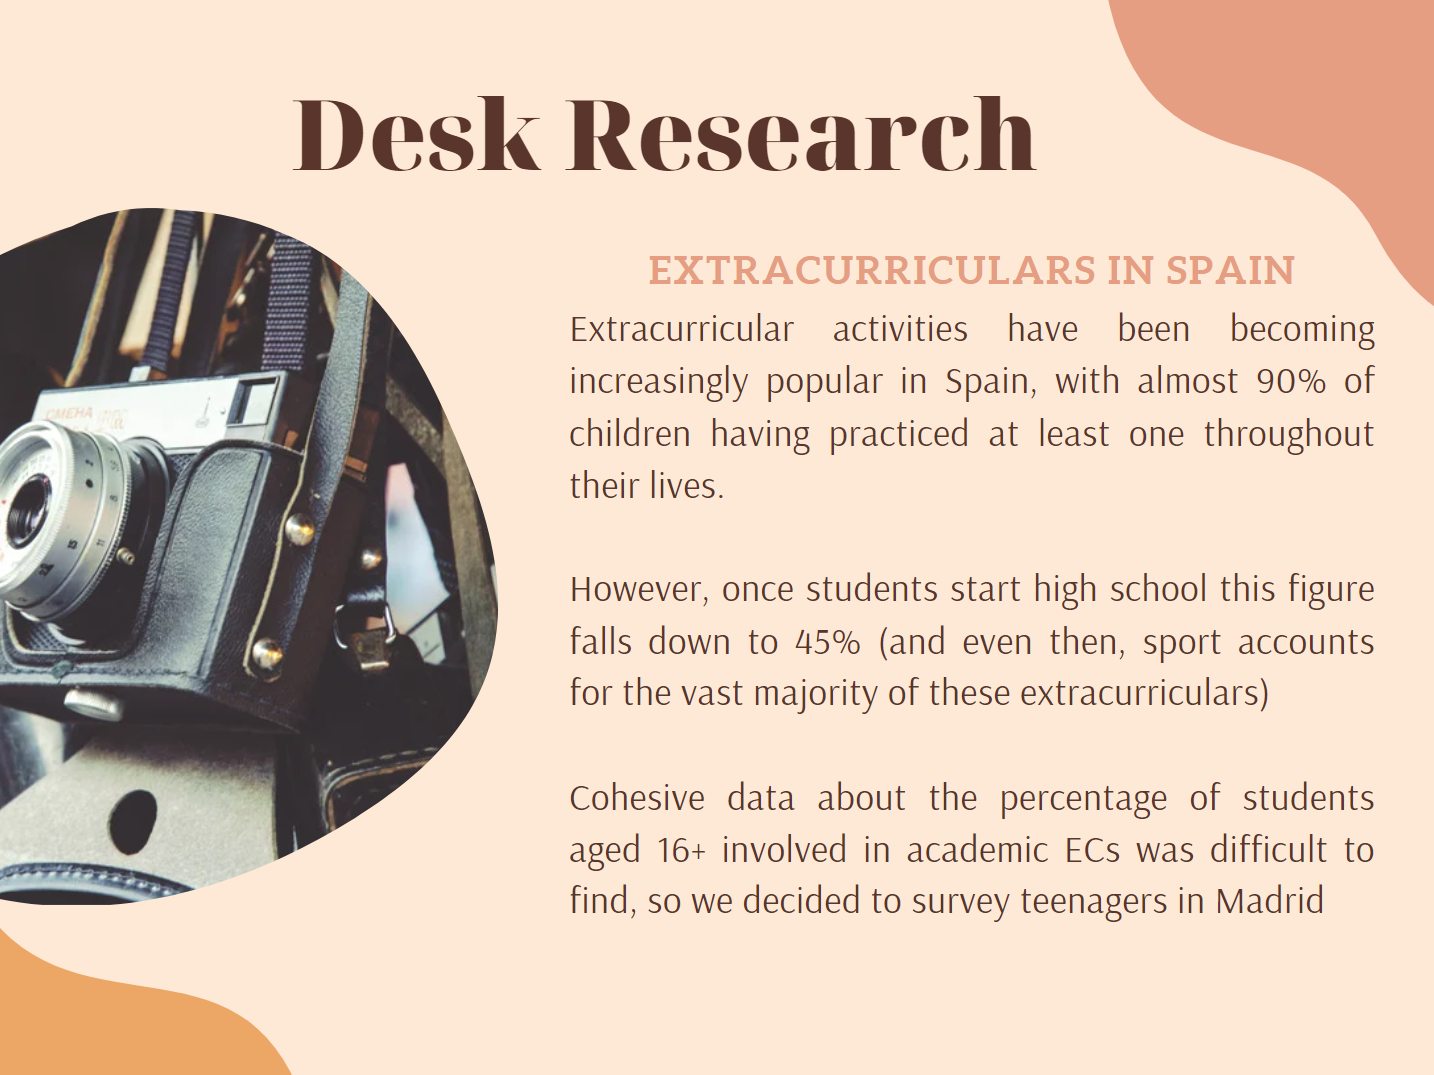 Desk Research
EXTRACURRICULARS IN SPAIN
Extracurricular activities have been becoming
increasingly popular in Spain, with almost 90% of
children having practiced at least one throughout
their lives.
However, once students start high school this figure
falls down to 45% (and even then, sport accounts
for the vast majority of these extracurriculars)
Cohesive data about the percentage of students
aged 16+ involved in academic ECs was difficult to
find, so we decided to survey teenagers in Madrid
СМЕНА